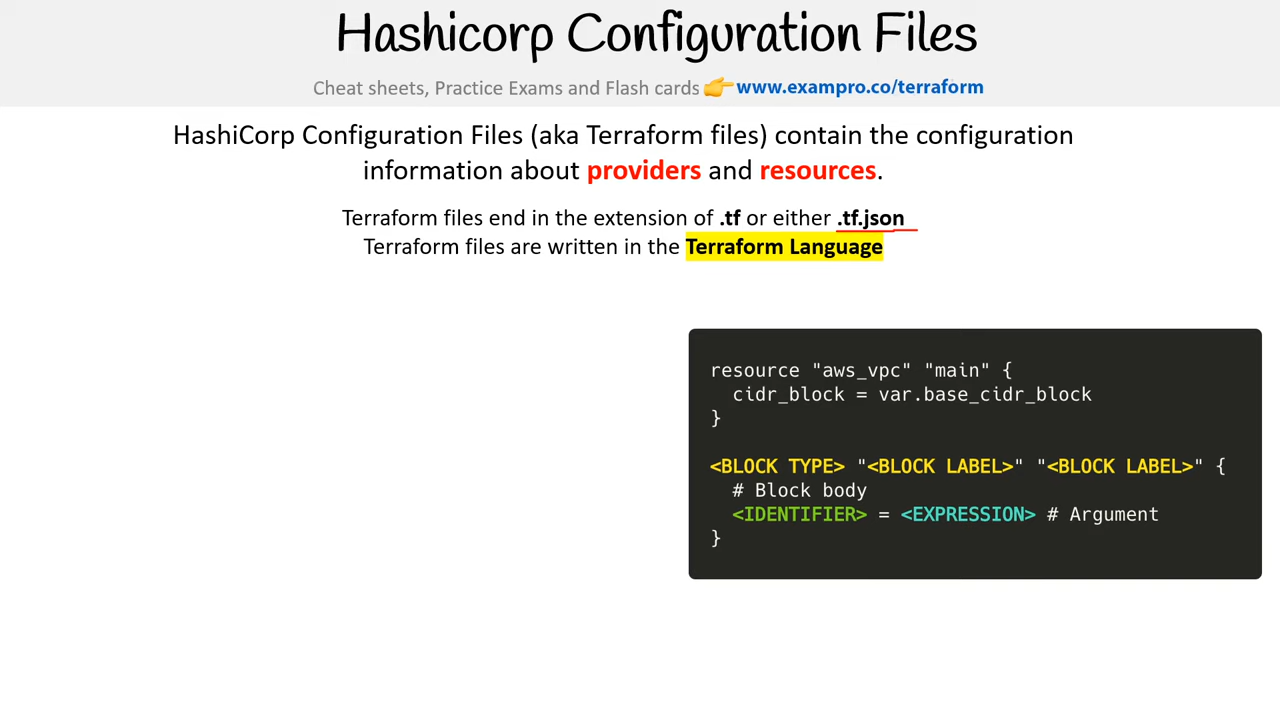 Hashicorp Configuration Files
Cheat sheets, Practice Exams and Flash cards 👉 www.exampro.co/terraform
HashiCorp Configuration Files (aka Terraform files) contain the configuration
information about providers and resources.
Terraform files end in the extension of .tf or either .tf.json
Terraform files are written in the Terraform Language
resource "aws_vpc" "main" {
  cidr_block = var.base_cidr_block
}
<BLOCK TYPE> "<BLOCK LABEL>" "<BLOCK LABEL>" {
  # Block body
  <IDENTIFIER> = <EXPRESSION> # Argument
}